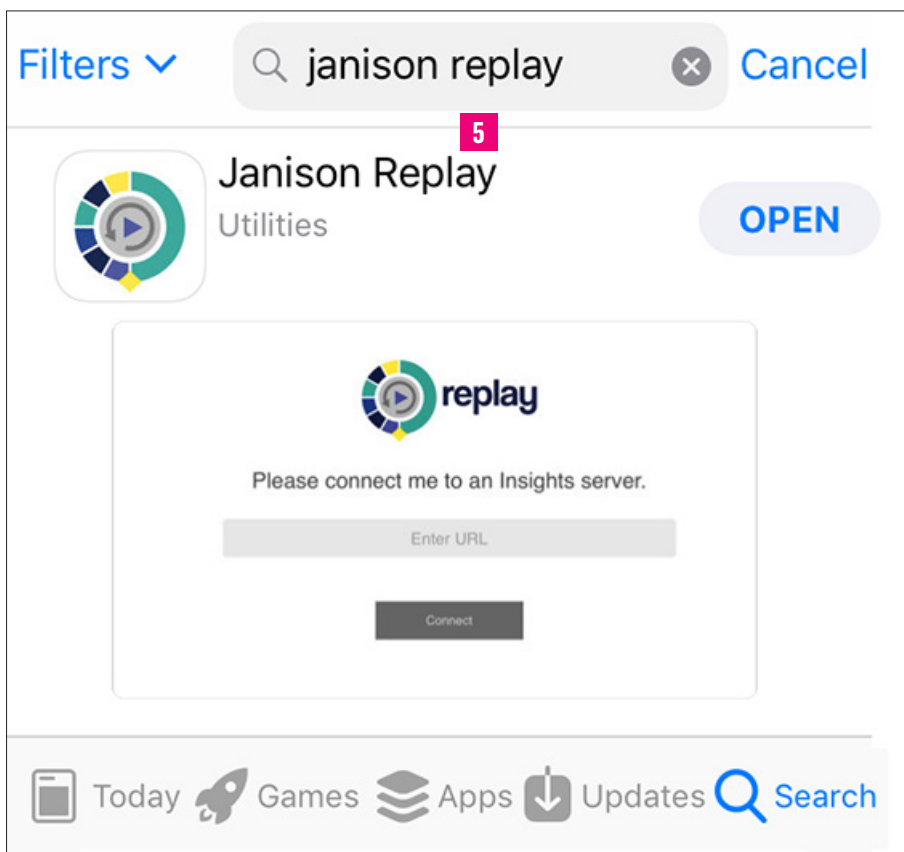 Filters janison replay Cancel
5
Janison Replay
Utilities
OPEN
replay
Please connect me to an Insights server.
Enter URL
Connect
Today Games Apps Updates Search